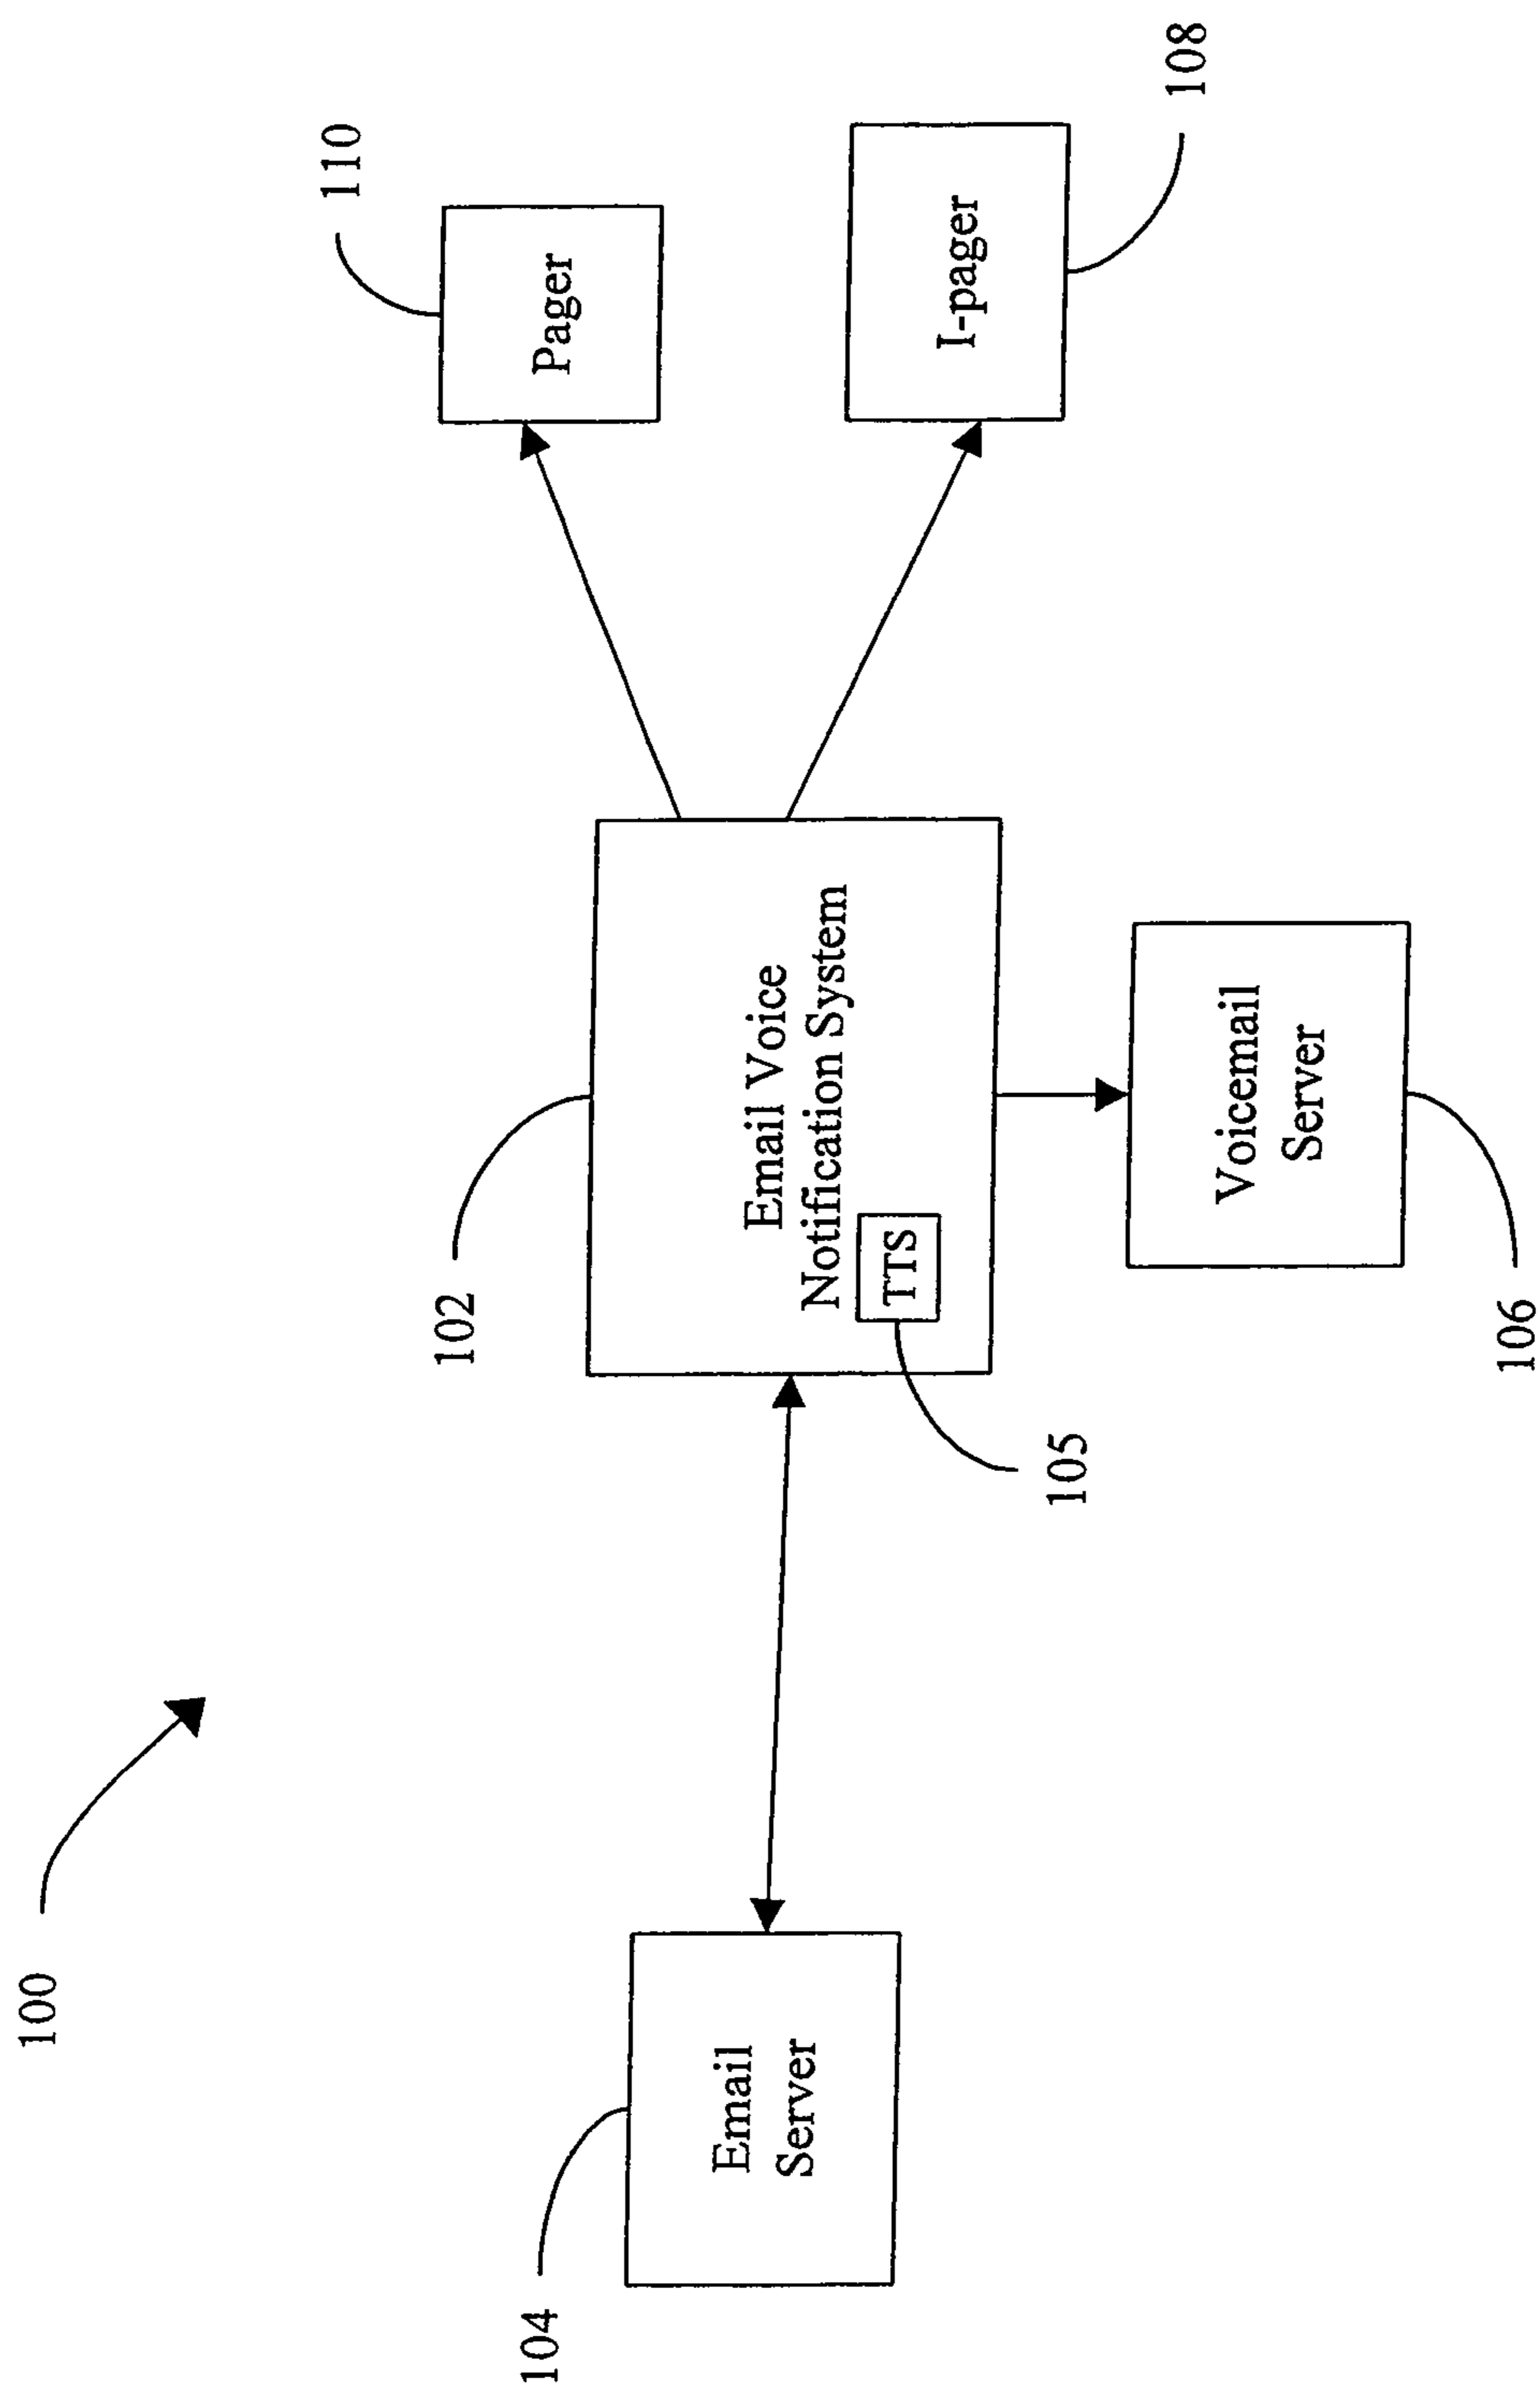 100
110
Pager
102
Email Voice
Notification System
TTS
I-pager
108
104
Email
Server
105
Voicemail
Server
106